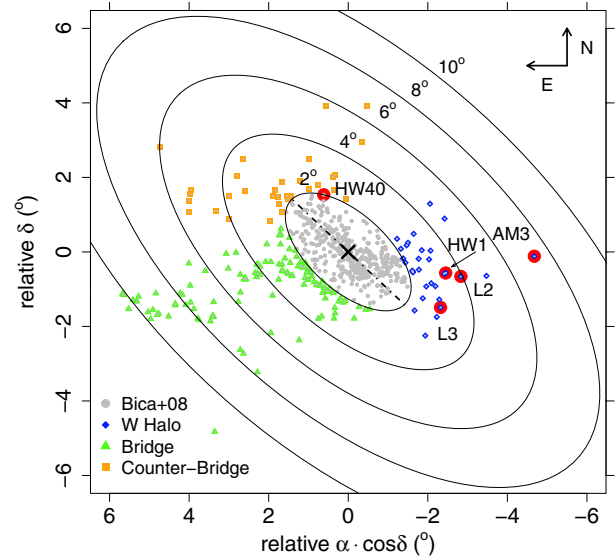 6
4
2
0
−2
−4
−6
relative δ (°)
10°
8°
6°
4°
2°
N
E
HW40
HW1
AM3
L2
L3
Bica+08
W Halo
Bridge
Counter−Bridge
6 4 2 0 −2 −4 −6
relative α · cosδ (°)